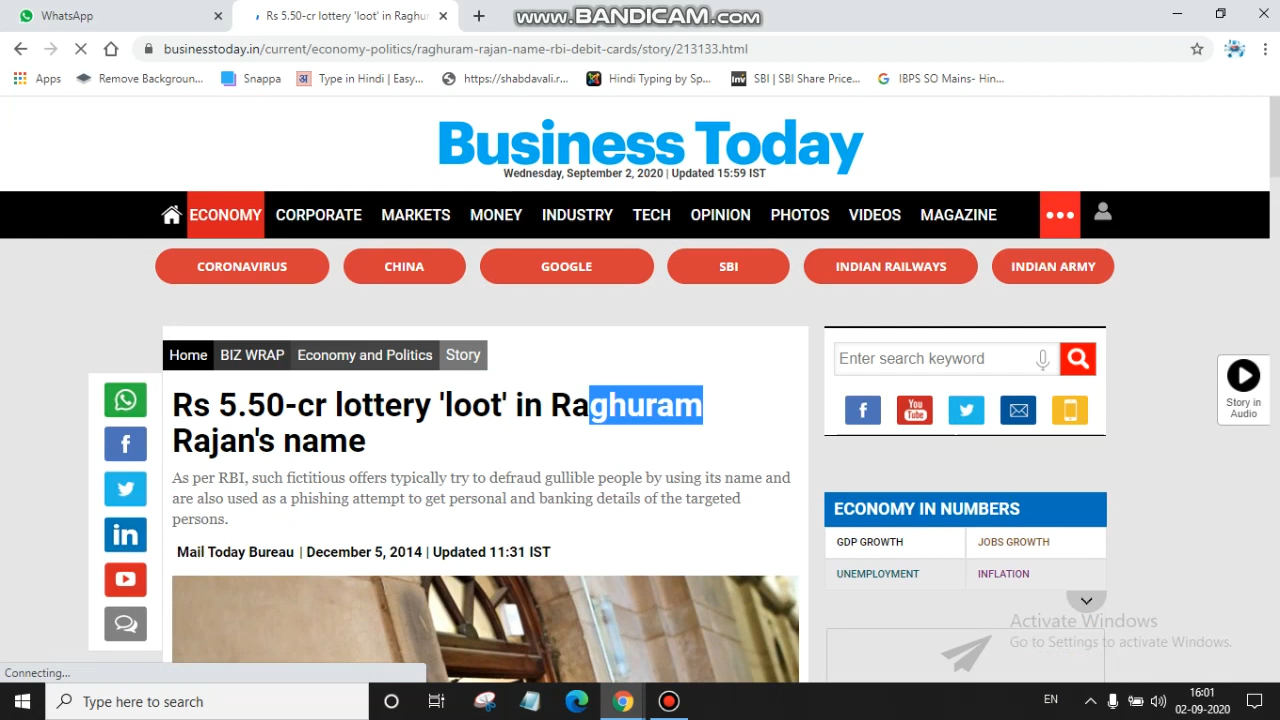 WhatsApp
Rs 5.50-cr lottery 'loot' in Raghur
www.BANDICAM.com
businesstoday.in/current/economy-politics/raghuram-rajan-name-rbi-debit-cards/story/213133.html
Apps
Remove Backgroun...
Snappa
Type in Hindi | Easy...
https://shabdavali.r...
Hindi Typing by Sp...
Inv
SBI | SBI Share Price...
IBPS SO Mains- Hin...
Business Today
Wednesday, September 2, 2020 | Updated 15:59 IST
ECONOMY CORPORATE MARKETS MONEY INDUSTRY TECH OPINION PHOTOS VIDEOS MAGAZINE
CORONAVIRUS CHINA GOOGLE SBI INDIAN RAILWAYS INDIAN ARMY
Home BIZ WRAP Economy and Politics Story
Rs 5.50-cr lottery 'loot' in Raghuram
Rajan's name
As per RBI, such fictitious offers typically try to defraud gullible people by using its name and
are also used as a phishing attempt to get personal and banking details of the targeted
persons.
Mail Today Bureau | December 5, 2014 | Updated 11:31 IST
Enter search keyword
You
Tube
Story in
Audio
ECONOMY IN NUMBERS
GDP GROWTH JOBS GROWTH
UNEMPLOYMENT INFLATION
Activate Windows
Go to Settings to activate Windows.
Connecting...
Type here to search
EN
16:01
02-09-2020